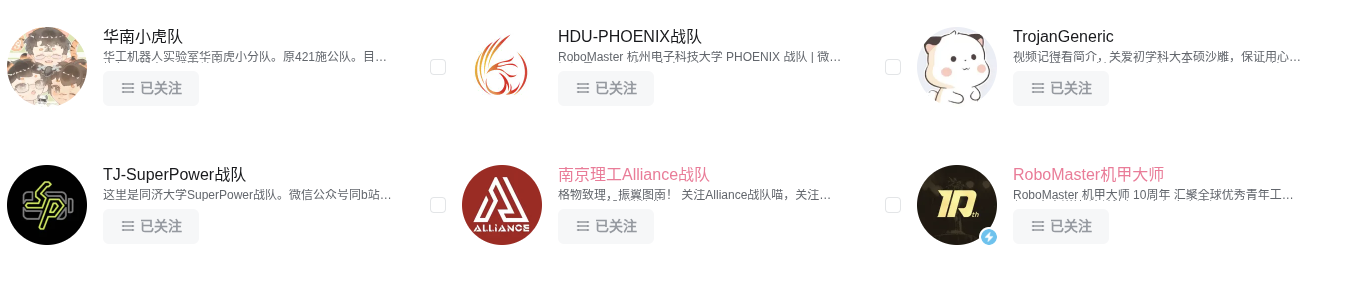 华南小虎队
华工机器人实验室华南虎小分队。原421施公队。目…
已关注
HDU-PHOENIX战队
RoboMaster 杭州电子科技大学 PHOENIX 战队 | 微…
已关注
TrojanGeneric
视频记得看简介，关爱初学科大本硕沙雕，保证用心…
已关注
TJ-SuperPower战队
这里是同济大学SuperPower战队。微信公众号同b站…
已关注
南京理工Alliance战队
格物致理，振翼图南！ 关注Alliance战队喵，关注…
已关注
ALLIANCE
RoboMaster机甲大师
RoboMaster 机甲大师 10周年 汇聚全球优秀青年工…
已关注